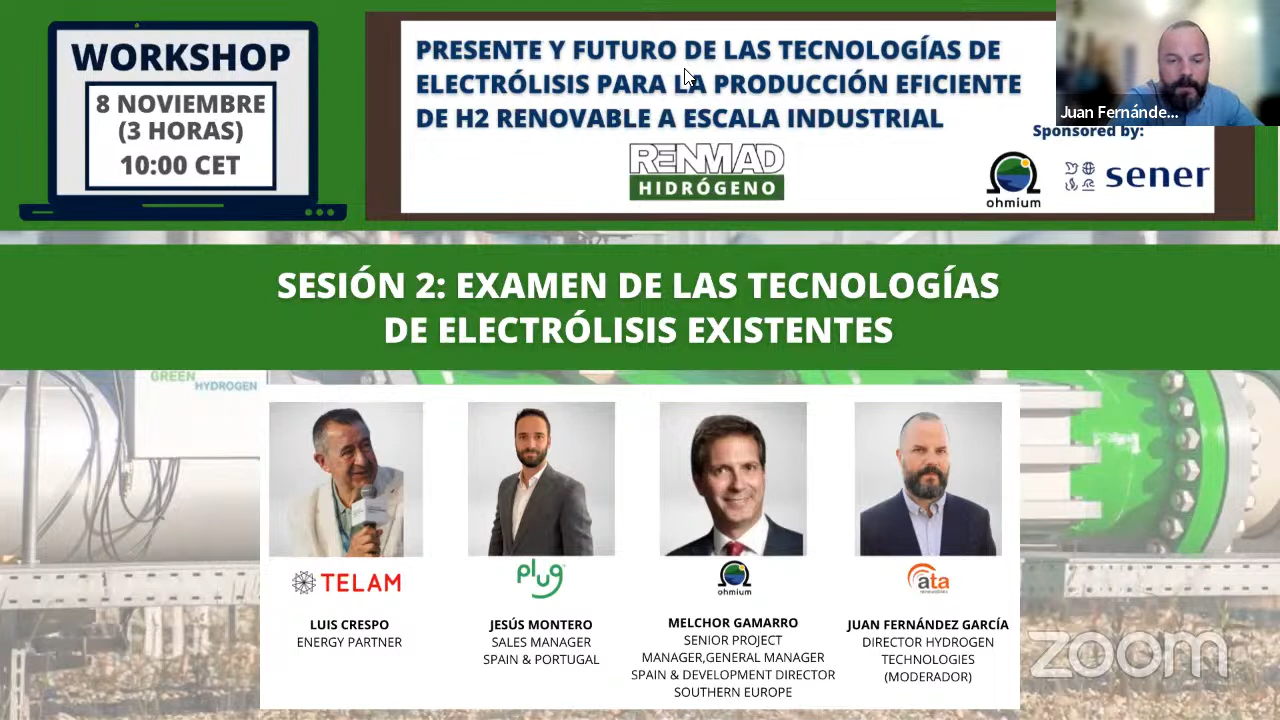 WORKSHOP
8 NOVIEMBRE
(3 HORAS)
10:00 CET
PRESENTE Y FUTURO DE LAS TECNOLOGÍAS DE
ELECTRÓLISIS PARA LA PRODUCCIÓN EFICIENTE
DE H2 RENOVABLE A ESCALA INDUSTRIAL
RENMAD
HIDRÓGENO
Juan Fernánde...
Sponsored by:
ohmium
sener
SESIÓN 2: EXAMEN DE LAS TECNOLOGÍAS
DE ELECTRÓLISIS EXISTENTES
GREEN
HYDROGEN
TELAM
LUIS CRESPO
ENERGY PARTNER
plug
JESÚS MONTERO
SALES MANAGER
SPAIN & PORTUGAL
ohmium
MELCHOR GAMARRO
SENIOR PROJECT
MANAGER,GENERAL MANAGER
SPAIN & DEVELOPMENT DIRECTOR
SOUTHERN EUROPE
ata
renewables
JUAN FERNÁNDEZ GARCÍA
DIRECTOR HYDROGEN
TECHNOLOGIES
(MODERADOR)
zoom